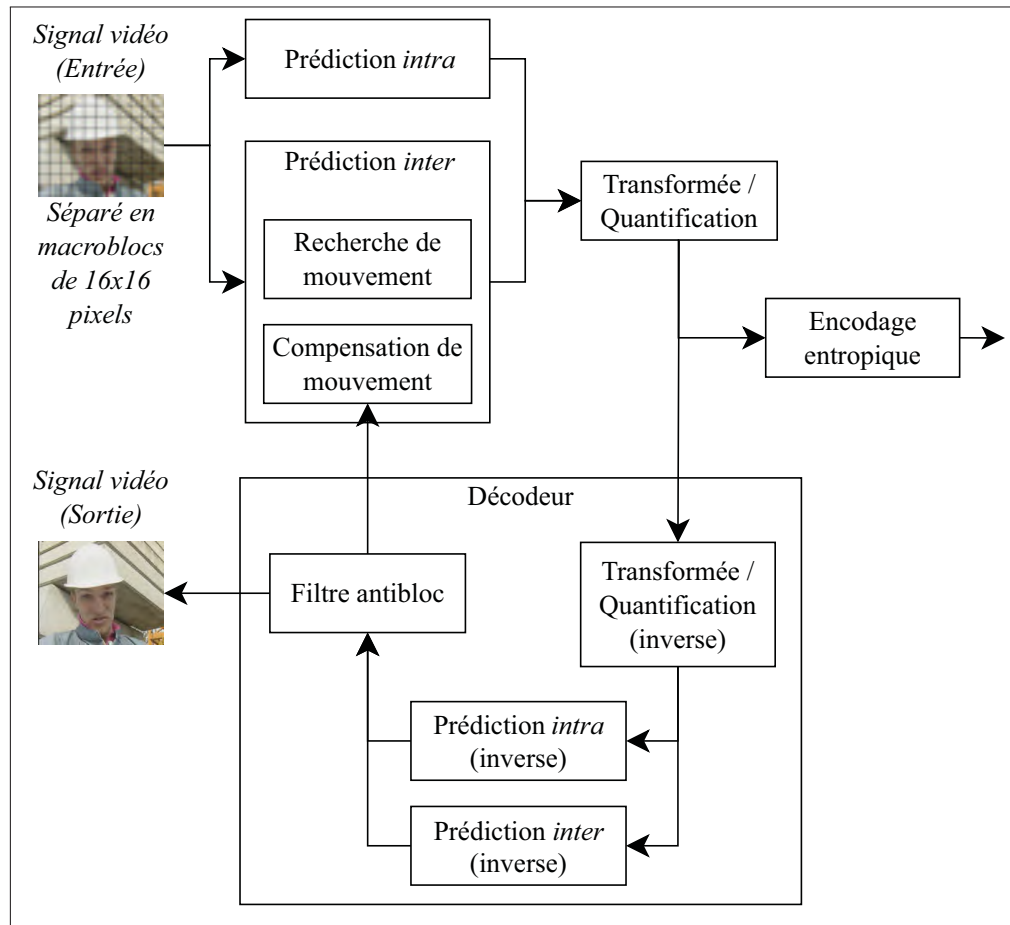 Signal vidéo
(Entrée)
Séparé en
macroblocs
de 16x16
pixels
Prédiction intra
Prédiction inter
Recherche de
mouvement
Compensation de
mouvement
Transformée /
Quantification
Encodage
entropique
Signal vidéo
(Sortie)
Décodeur
Filtre antibloc
Transformée /
Quantification
(inverse)
Prédiction intra
(inverse)
Prédiction inter
(inverse)